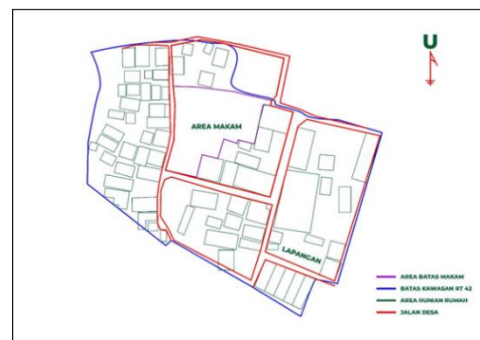 U
AREA MAKAM
LAPANGAN
AREA BATAS MAKAM
BATAS KAWASAN RT 42
AREA HUNIAN RUMAH
JALAN DESA